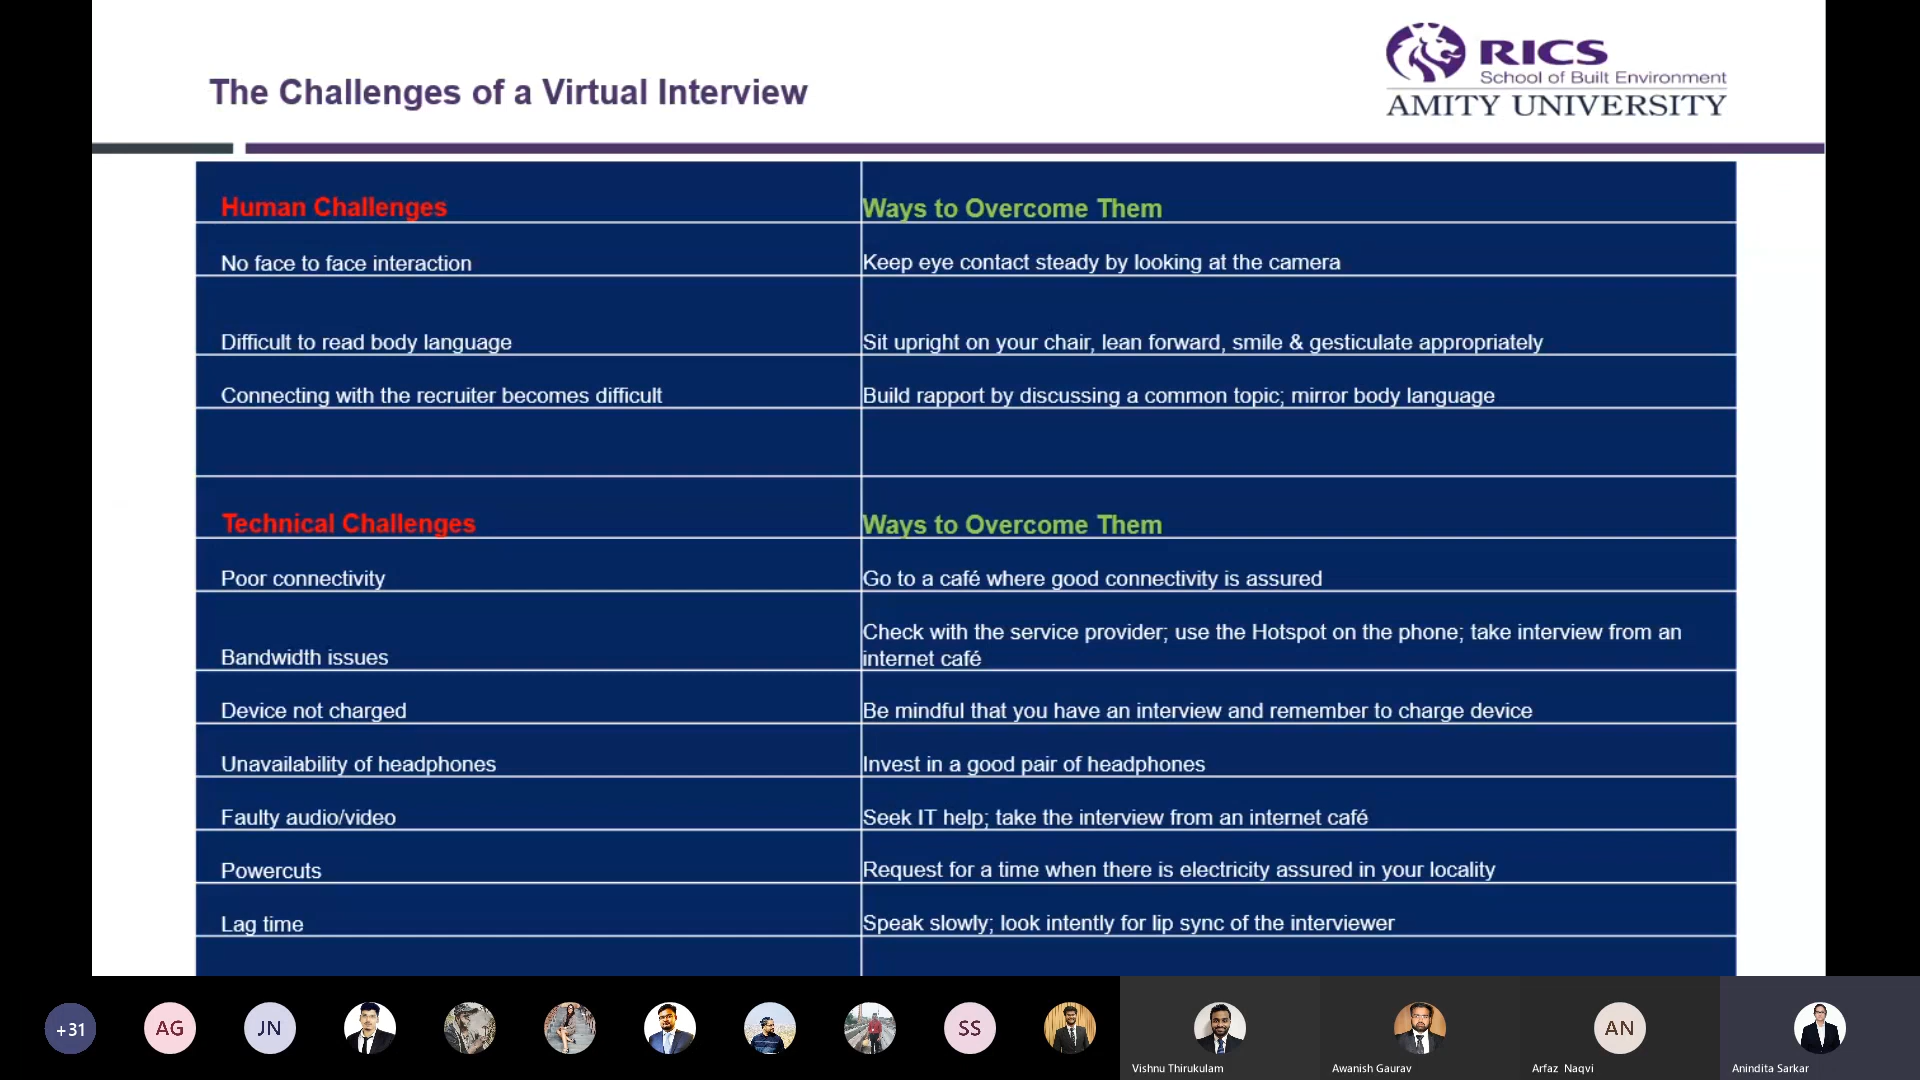 RICS
School of Built Environment
AMITY UNIVERSITY
The Challenges of a Virtual Interview
Human Challenges
Ways to Overcome Them
No face to face interaction
Keep eye contact steady by looking at the camera
Difficult to read body language
Sit upright on your chair, lean forward, smile & gesticulate appropriately
Connecting with the recruiter becomes difficult
Build rapport by discussing a common topic; mirror body language
Technical Challenges
Ways to Overcome Them
Poor connectivity
Go to a café where good connectivity is assured
Bandwidth issues
Check with the service provider; use the Hotspot on the phone; take interview from an
internet café
Device not charged
Be mindful that you have an interview and remember to charge device
Unavailability of headphones
Invest in a good pair of headphones
Faulty audio/video
Seek IT help; take the interview from an internet café
Powercuts
Request for a time when there is electricity assured in your locality
Lag time
Speak slowly; look intently for lip sync of the interviewer
+31
AG
JN
SS
AN
Vishnu Thirukulam
Awanish Gaurav
Arfaz Naqvi
Anindita Sarkar